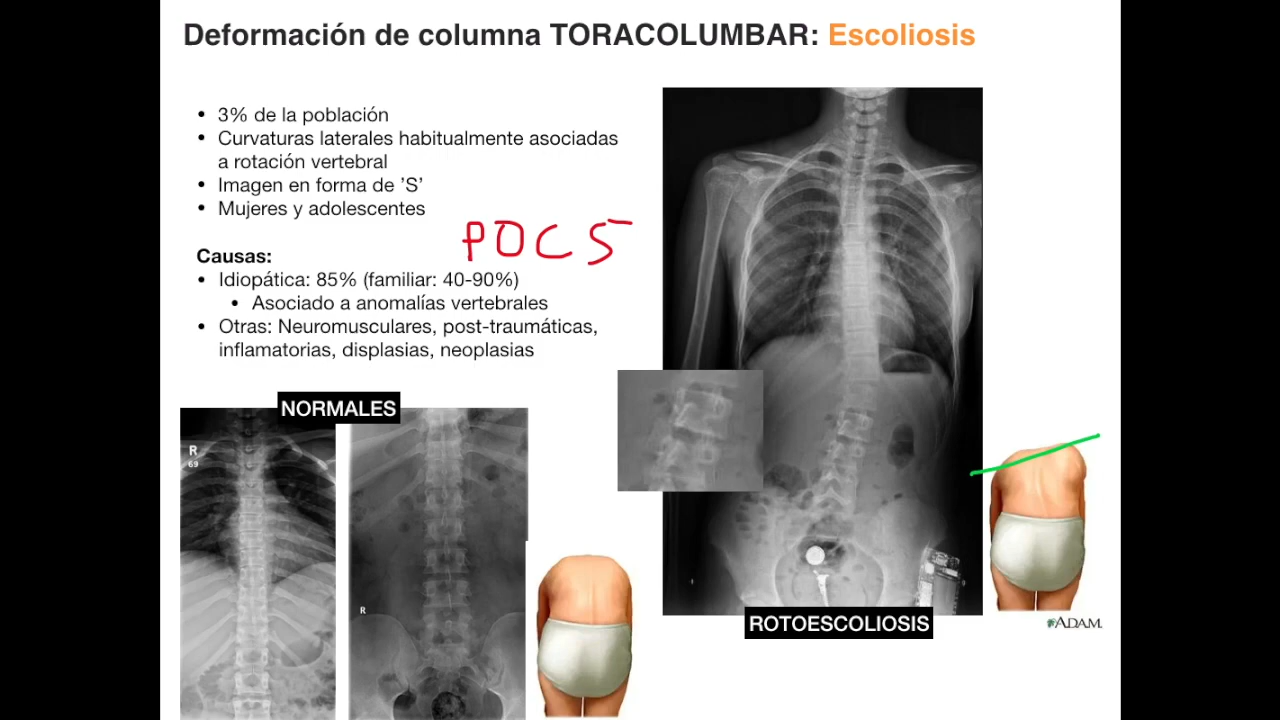 Deformación de columna TORACOLUMBAR: Escoliosis
• 3% de la población
• Curvaturas laterales habitualmente asociadas
a rotación vertebral
• Imagen en forma de ’S’
• Mujeres y adolescentes
POC5
Causas:
• Idiopática: 85% (familiar: 40-90%)
• Asociado a anomalías vertebrales
• Otras: Neuromusculares, post-traumáticas,
inflamatorias, displasias, neoplasias
NORMALES
R
69
R
ROTOESCOLIOSIS
ADAM.